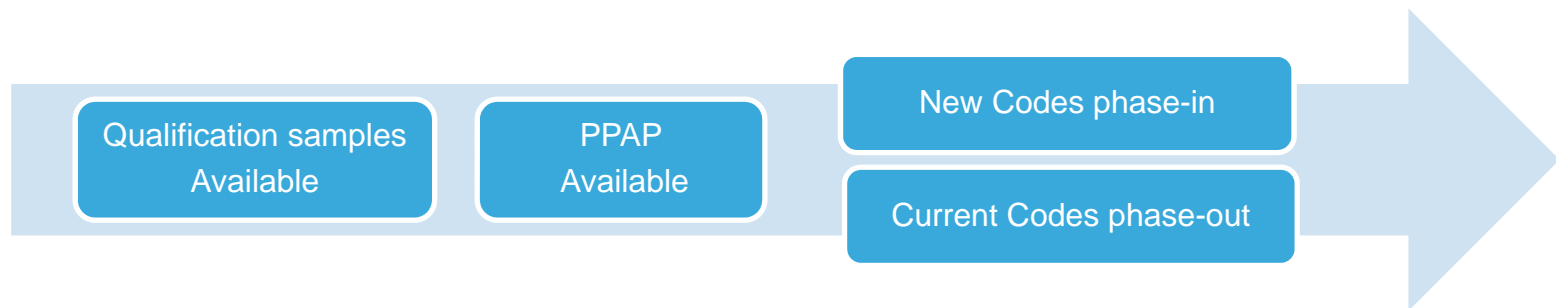 Qualification samples
Available
PPAP
Available
New Codes phase-in
Current Codes phase-out